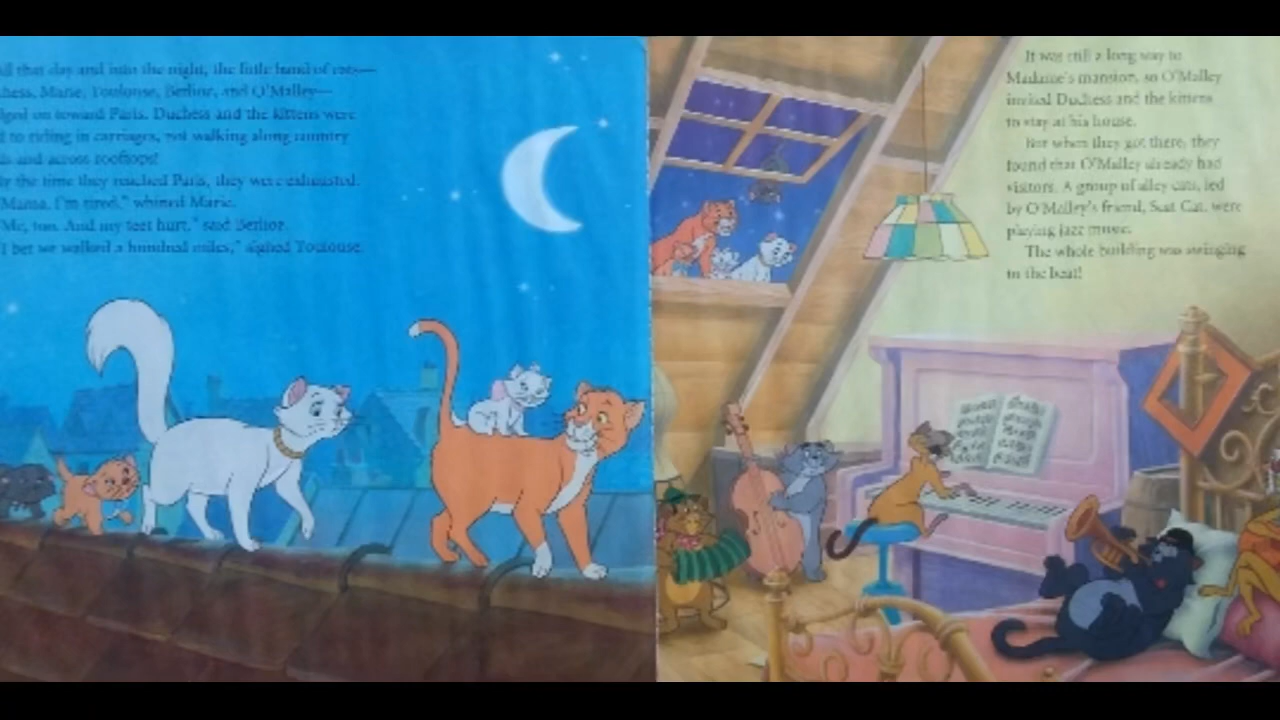 that day and into the night, the little band of cats—
Marie, Toulouse, Berlioz, and O'Malley—
on toward Paris. Duchess and the kittens were
to riding in carriages, not walking along country
and across rooftops!
the time they reached Paris, they were exhausted.
"Mama, I'm tired," whined Marie.
"Me, too. And my feet hurt," said Berlioz.
I bet we walked a hundred miles," sighed Toulouse.
It was still a long way to
Madame's mansion, so O'Malley
invited Duchess and the kittens
to stay at his house.
But when they got there, they
found that O'Malley already had
visitors. A group of alley cats, led
by O'Malley's friend, Scat Cat, were
playing jazz music.
The whole building was swinging
to the beat!